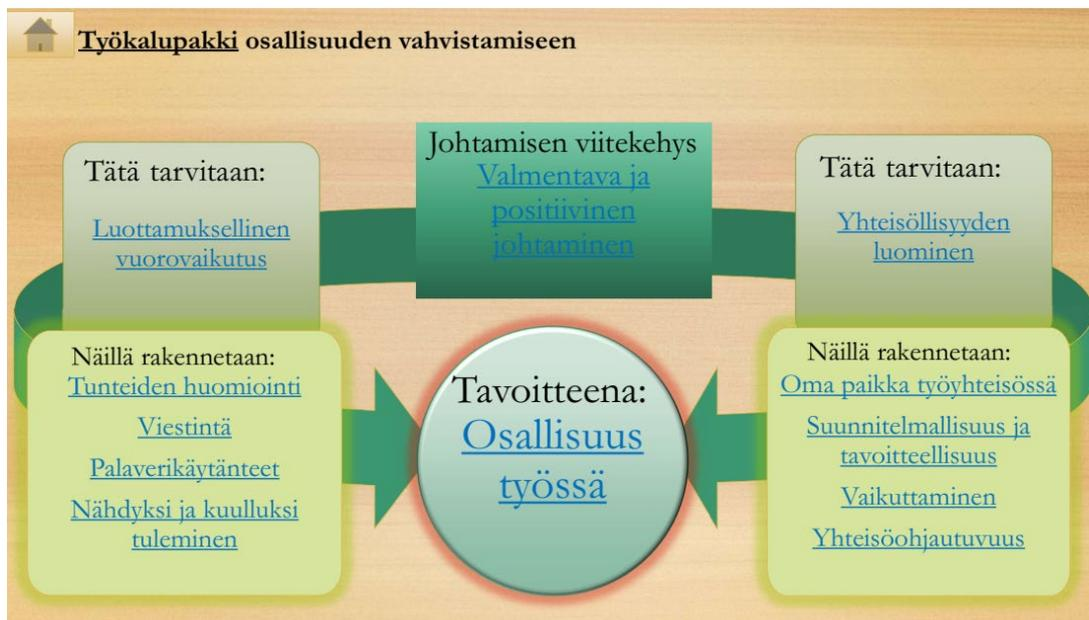 Työkalupakki osallisuuden vahvistamiseen
Tätä tarvitaan:
Luottamuksellinen
vuorovaikutus
Näillä rakennetaan:
Tunteiden huomiointi
Viestintä
Palaverikäytänteet
Nähdyksi ja kuulluksi
tuleminen
Johtamisen viitekehys
Valmentava ja
positiivinen
johtaminen
Tavoitteena:
Osallisuus
työssä
Tätä tarvitaan:
Yhteisöllisyyden
luominen
Näillä rakennetaan:
Oma paikka työyhteisössä
Suunnitelmallisuus ja
tavoitteellisuus
Vaikuttaminen
Yhteisöohjautuvuus